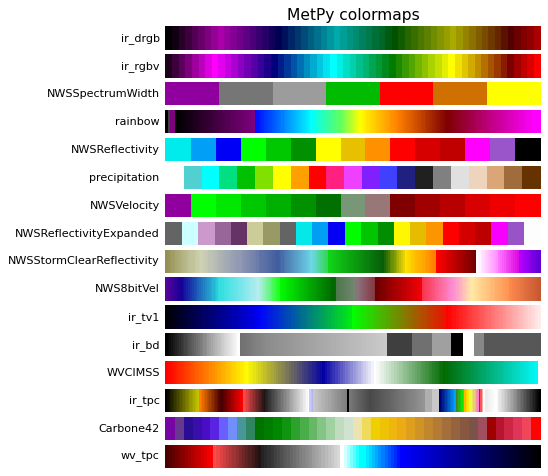 MetPy colormaps
ir_drgb
ir_rgbv
NWSSpectrumWidth
rainbow
NWSReflectivity
precipitation
NWSVelocity
NWSReflectivityExpanded
NWSStormClearReflectivity
NWS8bitVel
ir_tv1
ir_bd
WVCIMSS
ir_tpc
Carbone42
wv_tpc